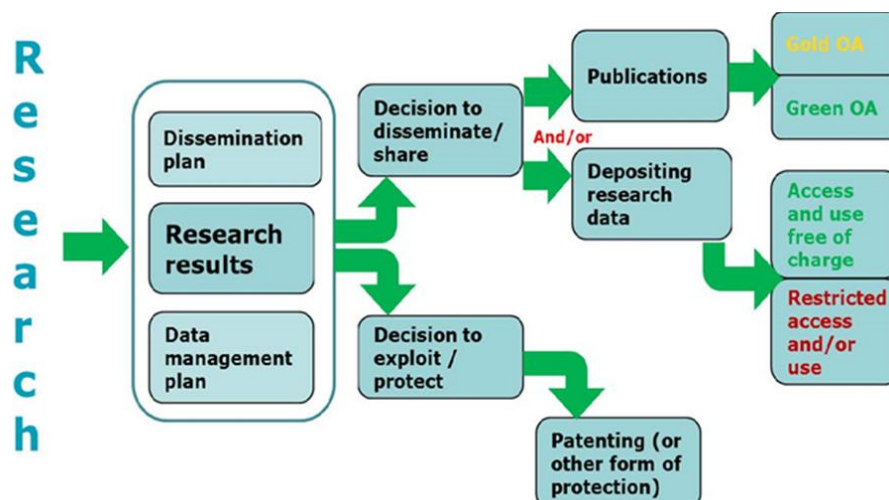 Research
Dissemination
plan
Research
results
Data
management
plan
Decision to
disseminate/
share
Decision to
exploit /
protect
And/or
Publications
Depositing
research
data
Patenting (or
other form of
protection)
Gold OA
Green OA
Access
and use
free of
charge
Restricted
access
and/or
use